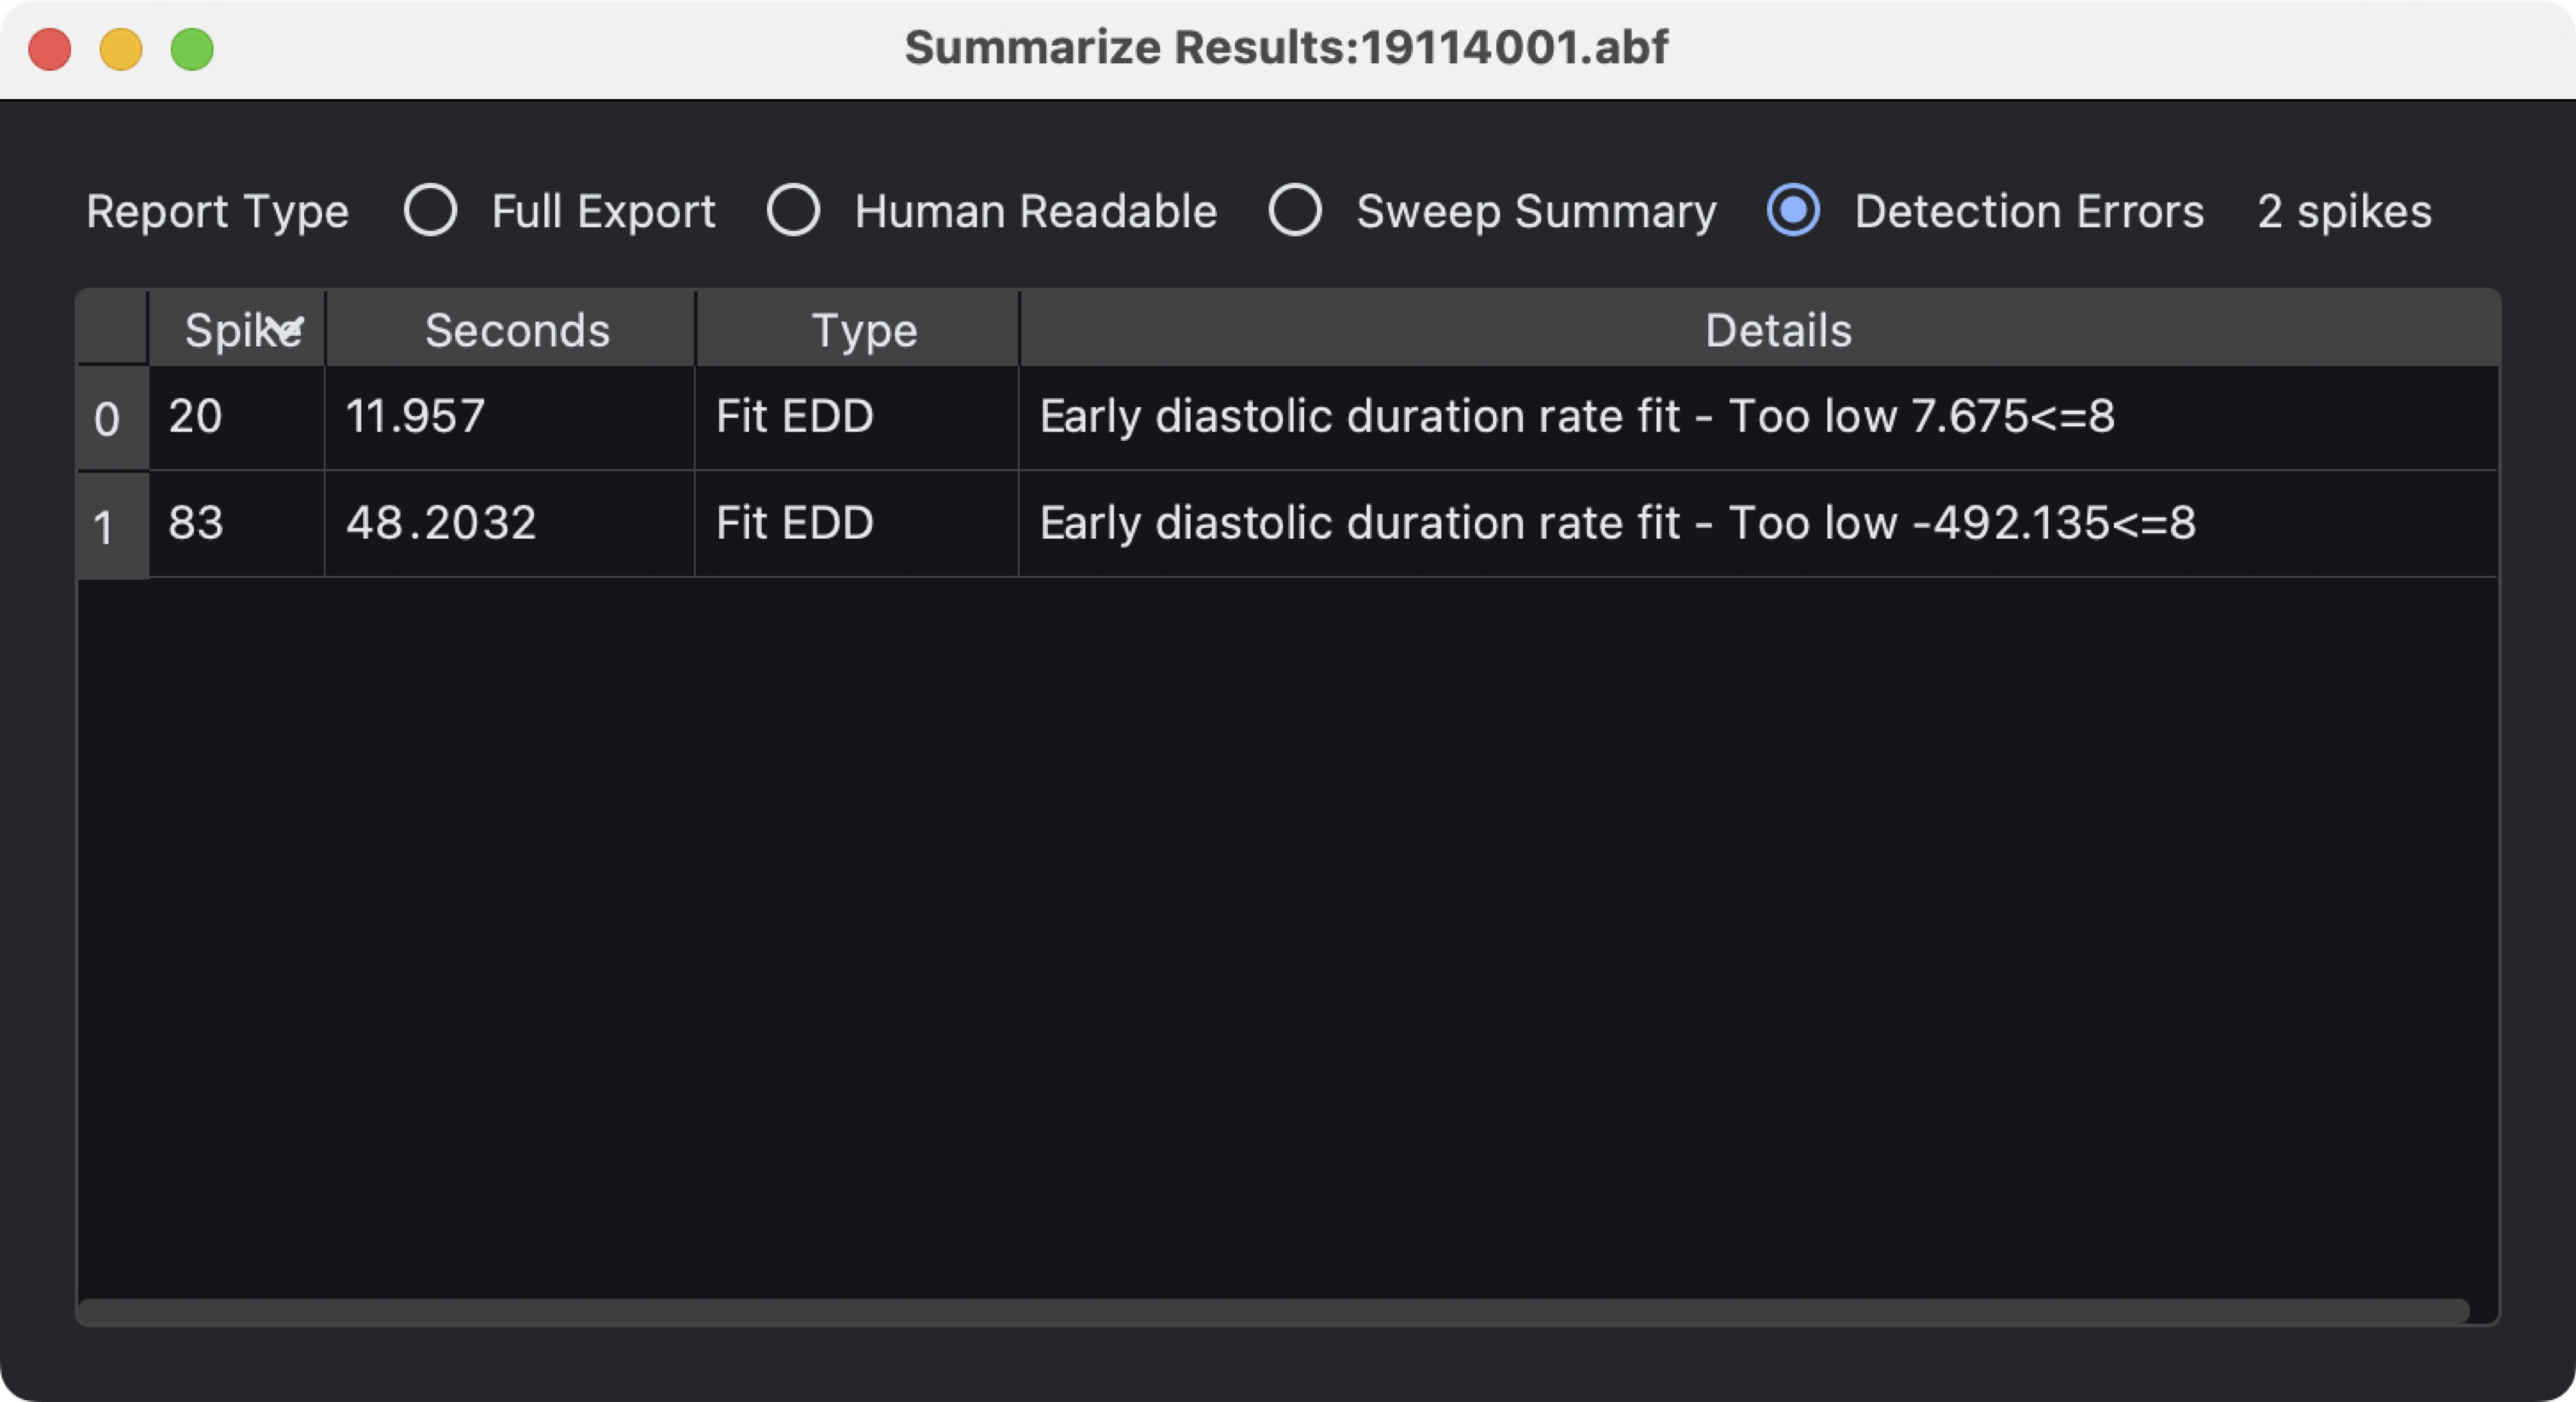 Summarize Results:19114001.abf
Report Type Full Export Human Readable Sweep Summary Detection Errors 2 spikes
Spike Seconds Type Details
0 20 11.957 Fit EDD Early diastolic duration rate fit - Too low 7.675<=8
1 83 48.2032 Fit EDD Early diastolic duration rate fit - Too low -492.135<=8